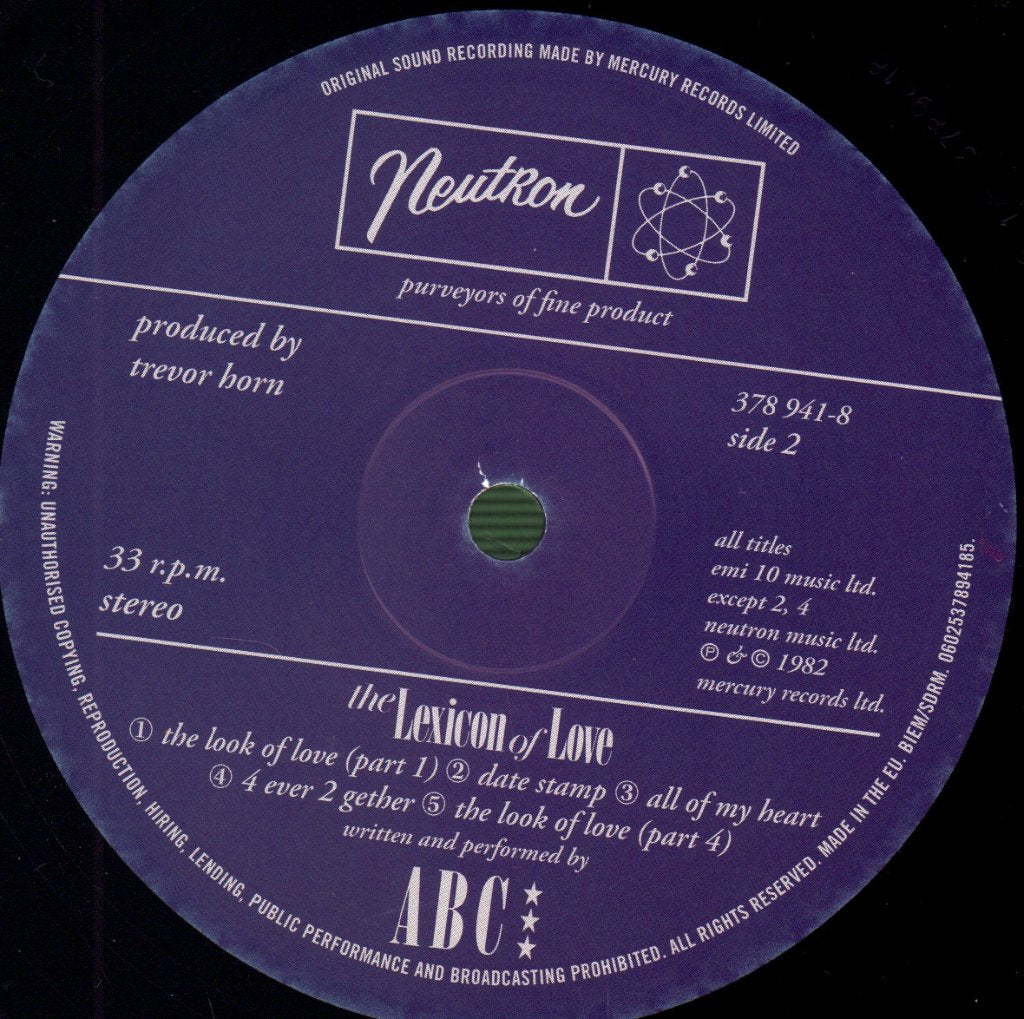 ORIGINAL SOUND RECORDING MADE BY MERCURY RECORDS LIMITED
Neutron
purveyors of fine product
produced by
trevor horn
378 941-8
side 2
33 r.p.m.
stereo
all titles
emi 10 music ltd.
except 2, 4
neutron music ltd.
℗ & © 1982
mercury records ltd.
the Lexicon of Love
① the look of love (part 1) ② date stamp ③ all of my heart
④ 4 ever 2 gether ⑤ the look of love (part 4)
written and performed by
ABC
WARNING: UNAUTHORISED COPYING, REPRODUCTION, HIRING, LENDING, PUBLIC PERFORMANCE AND BROADCASTING PROHIBITED. ALL RIGHTS RESERVED. MADE IN THE EU. BIEM/SDRM. 0602537894185.